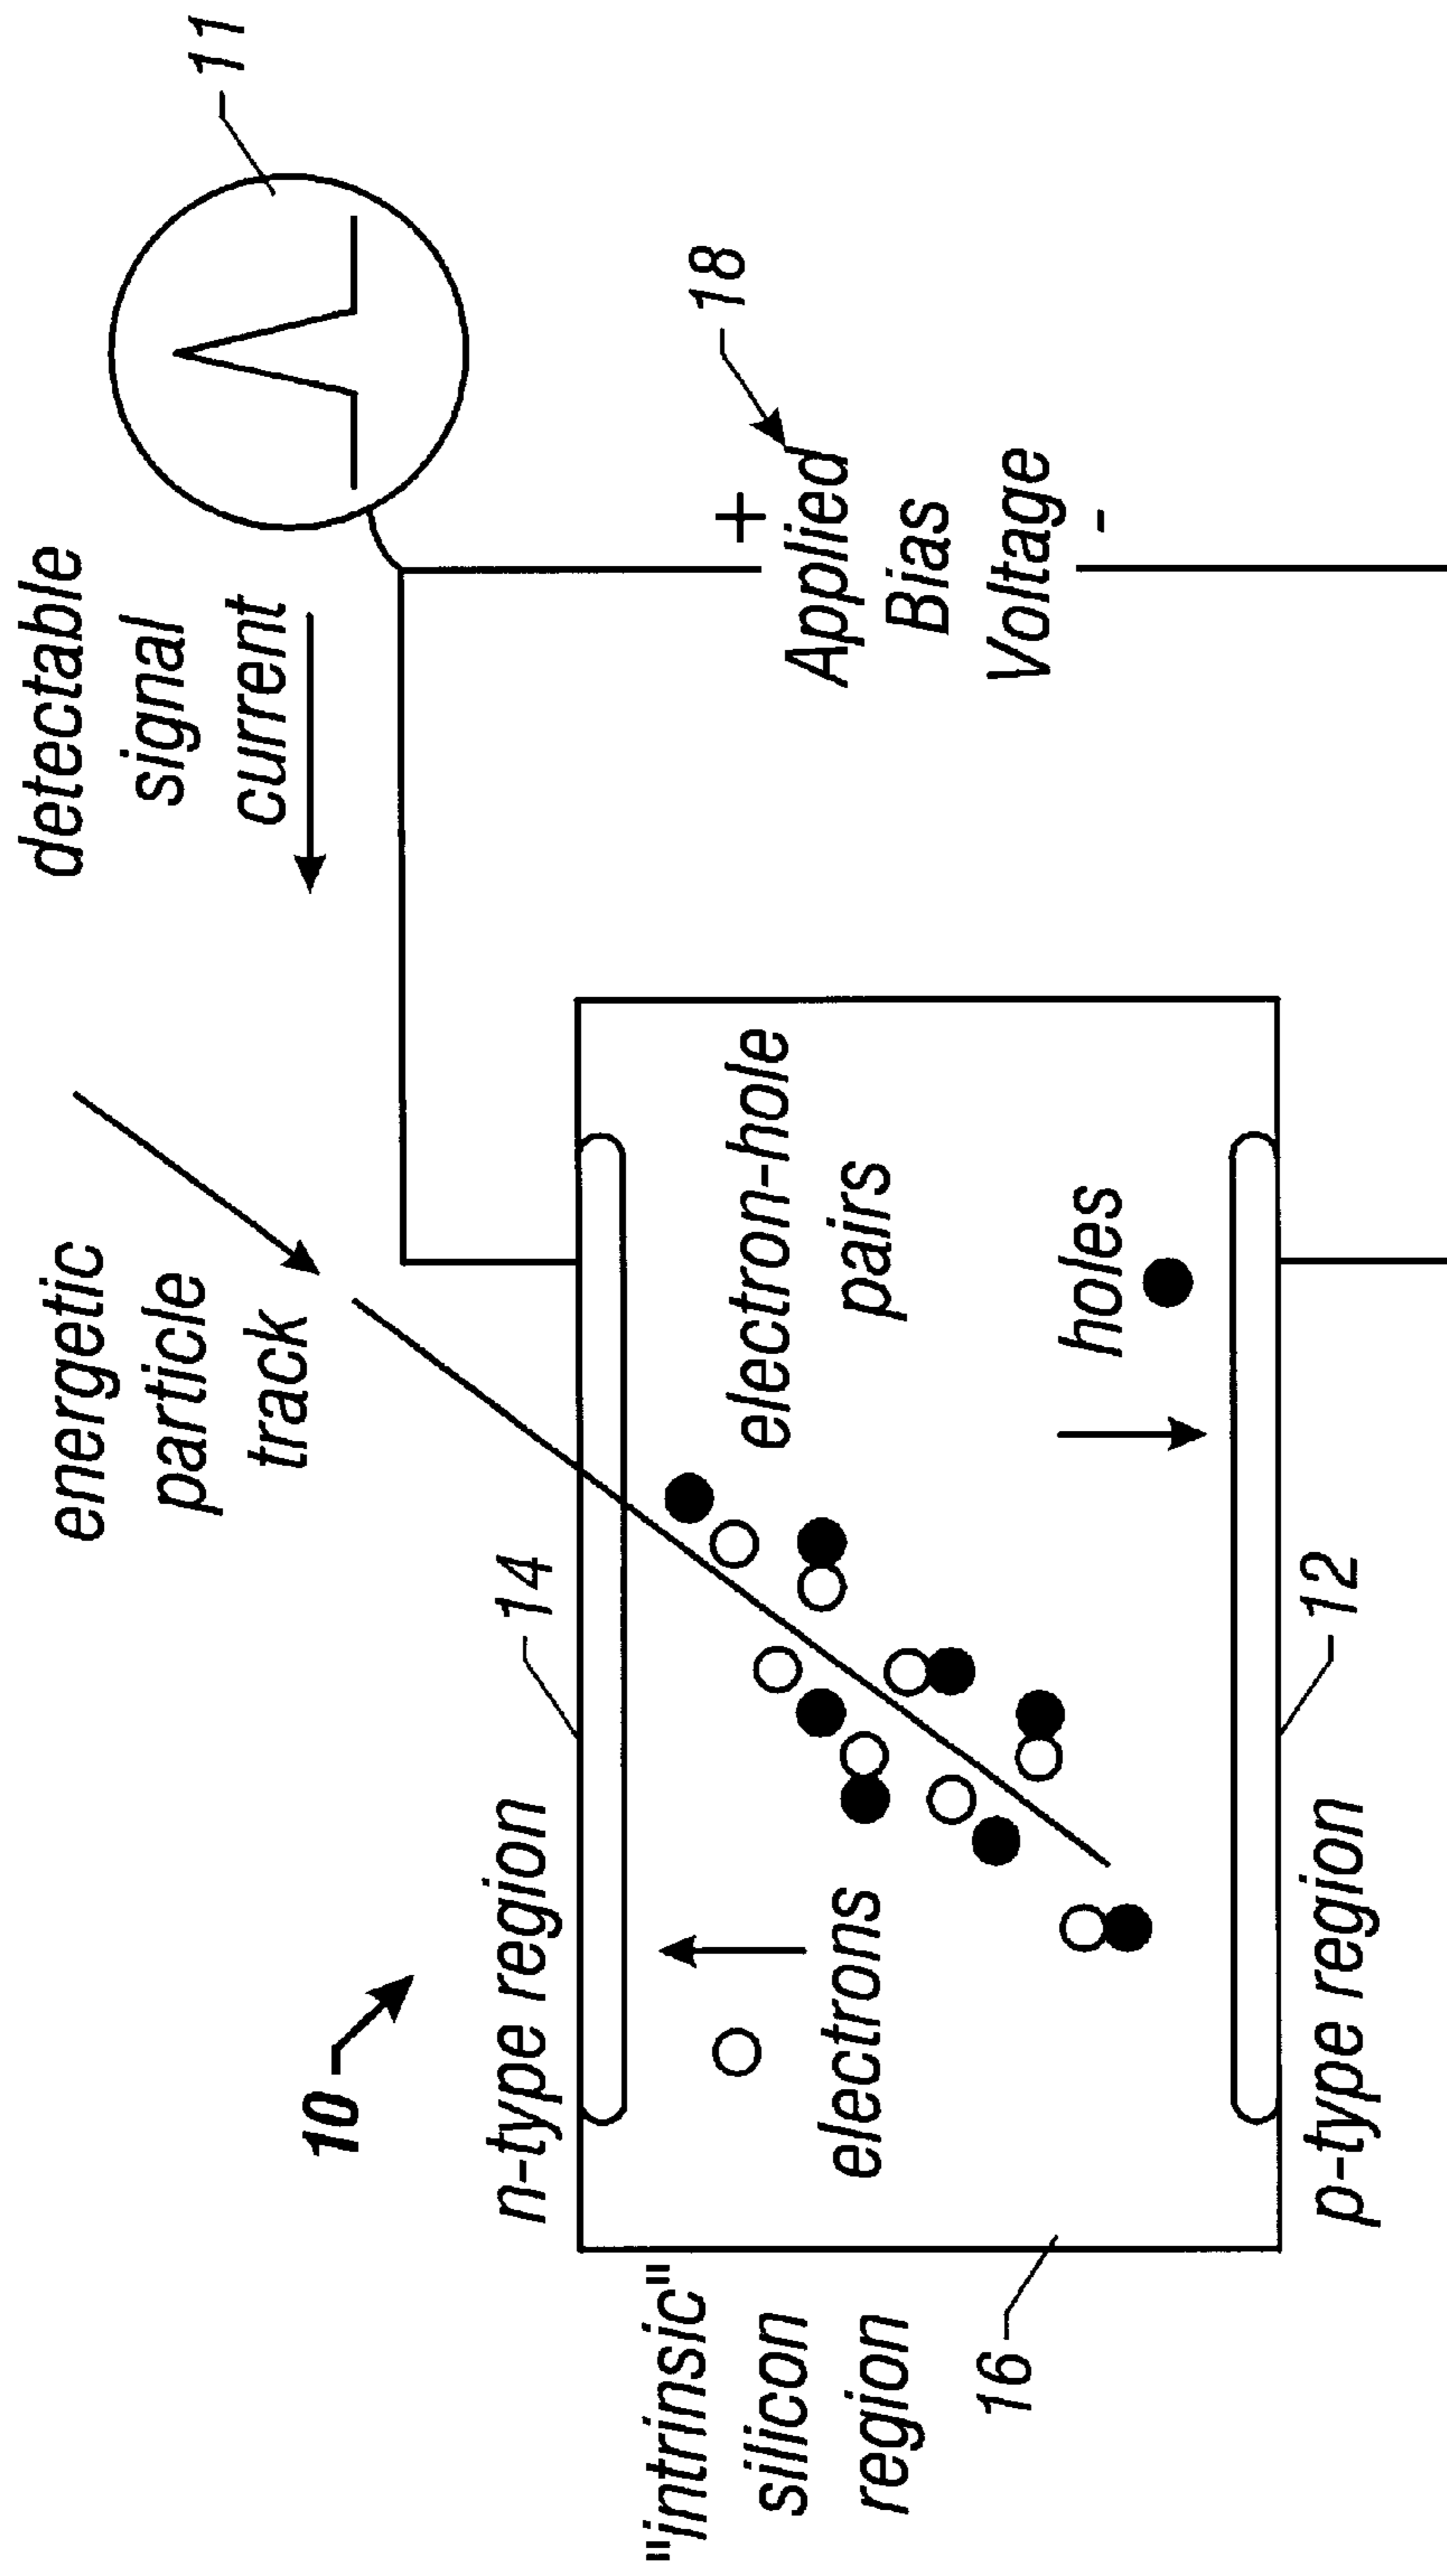 10
energetic
particle
track
detectable
signal
current
11
n-type region
14
"intrinsic"
silicon
region
16
electrons
electron-hole
pairs
holes
+
Applied
Bias
Voltage
-
18
p-type region
12